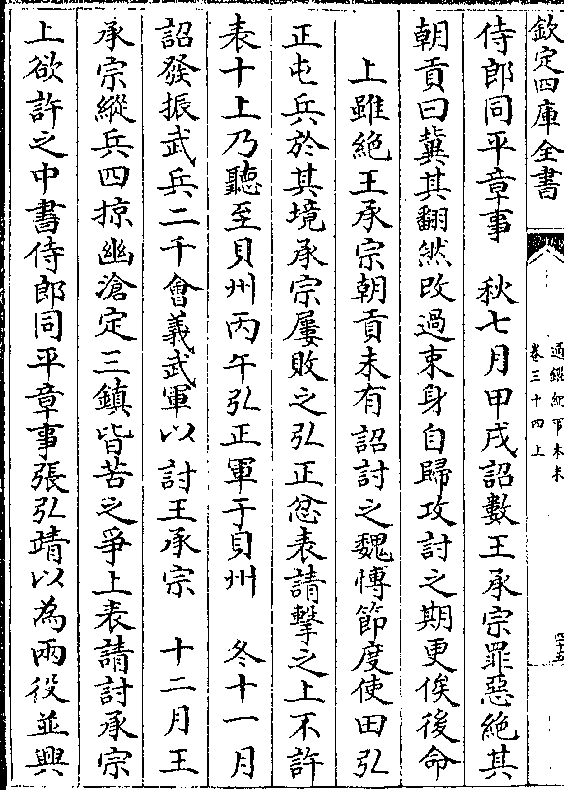 欽定四庫全書
通鑑紀事本末
卷三十四上
四十五
侍郎同平章事　秋七月甲戌詔數王承宗罪惡絶其
朝貢曰冀其翻然改過束身自歸攻討之期更俟後命
上雖絶王承宗朝貢未有詔討之魏博節度使田弘
正屯兵於其境承宗屢敗之弘正忿表請擊之上不許
表十上乃聽至貝州丙午弘正軍于貝州　冬十一月
詔發振武兵二千會義武軍以討王承宗　十二月王
承宗縱兵四掠幽滄定三鎮皆苦之爭上表請討承宗
上欲許之中書侍郎同平章事張弘靖以為兩役並興